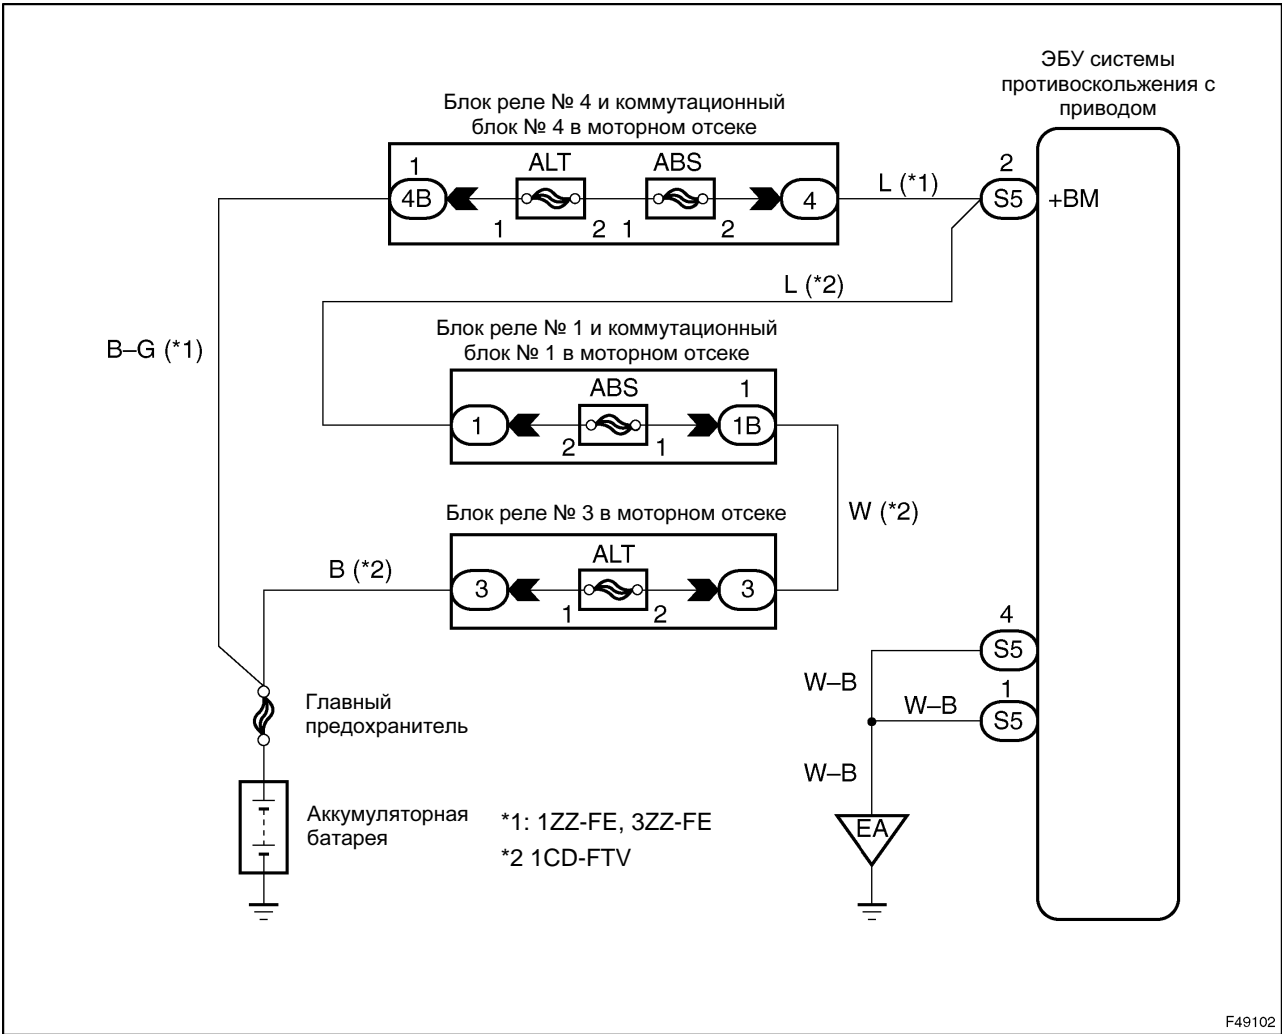 ЭБУ системы
противоскольжения с
приводом
Блок реле № 4 и коммутационный
блок № 4 в моторном отсеке
1
ALT
ABS
4B
4
1
2
1
2
L (*1)
2
S5
+BM
L (*2)
B–G (*1)
Блок реле № 1 и коммутационный
блок № 1 в моторном отсеке
ABS
1
1
1B
2
1
W (*2)
Блок реле № 3 в моторном отсеке
ALT
B (*2)
3
3
1
2
4
S5
W–B
1
W–B
S5
W–B
EA
Главный
предохранитель
Аккумуляторная
батарея
*1: 1ZZ-FE, 3ZZ-FE
*2 1CD-FTV
F49102